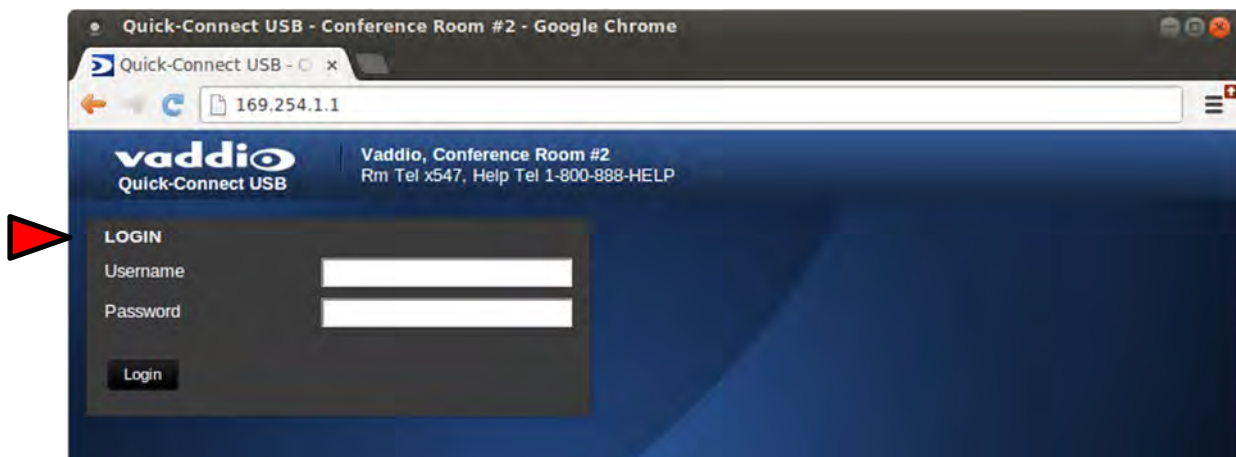 Quick-Connect USB - Conference Room #2 - Google Chrome
Quick-Connect USB -
169.254.1.1
vaddio
Quick-Connect USB
Vaddio, Conference Room #2
Rm Tel x547, Help Tel 1-800-888-HELP
LOGIN
Username
Password
Login